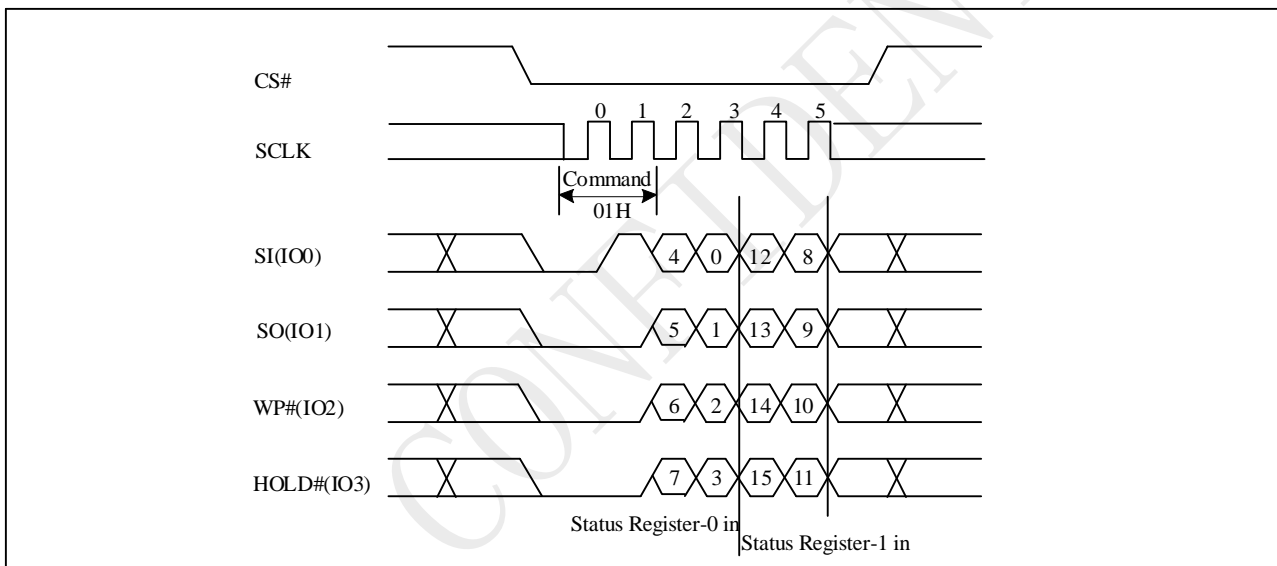 CS#
0 1 2 3 4 5
SCLK
Command
01H
SI(IO0) 4 0 12 8
SO(IO1) 5 1 13 9
WP#(IO2) 6 2 14 10
HOLD#(IO3) 7 3 15 11
Status Register-0 in
Status Register-1 in
CONFIDEN